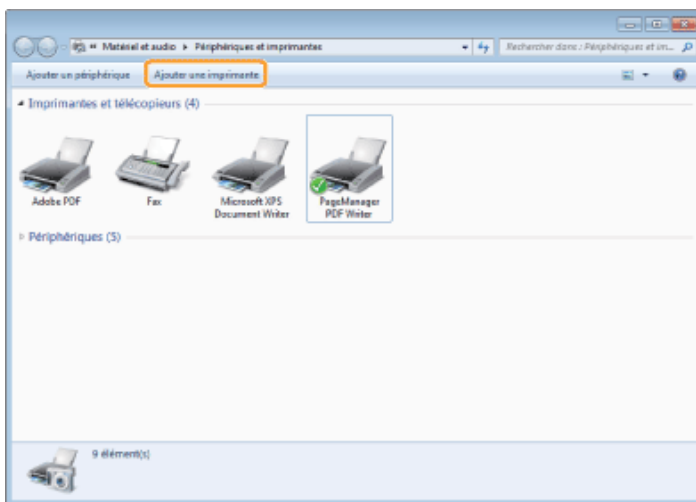 « Matériel et audio ▸ Périphériques et imprimantes
Rechercher dans : Périphériques et im...
Ajouter un périphérique Ajouter une imprimante
Imprimantes et télécopieurs (4)
Adobe PDF
Fax
Microsoft XPS
Document Writer
PageManager
PDF Writer
Périphériques (5)
9 élément(s)